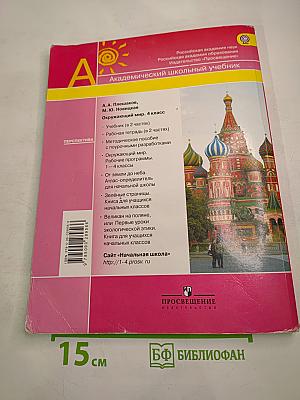 Российская академия наук
Российская академия образования
Издательство «Просвещение»
А
Академический школьный учебник
А.А. Плешаков,
М.Ю. Новицкая
Окружающий мир. 4 класс
ПЕРСПЕКТИВА
- Учебник (в 2 частях)
- Рабочая тетрадь (в 2 частях)
- Методическое пособие
с поурочными разработками
- Окружающий мир.
Рабочие программы.
1—4 классы
- От земли до неба.
Атлас-определитель
для начальной школы
- Зелёные страницы.
Книга для учащихся
начальных классов
- Великан на поляне,
или Первые уроки
экологической этики.
Книга для учащихся
начальных классов
Сайт «Начальная школа»
http://1-4.prosv.ru
ПРОСВЕЩЕНИЕ
ИЗДАТЕЛЬСТВО
15 см
БФ БИБЛИОФАН